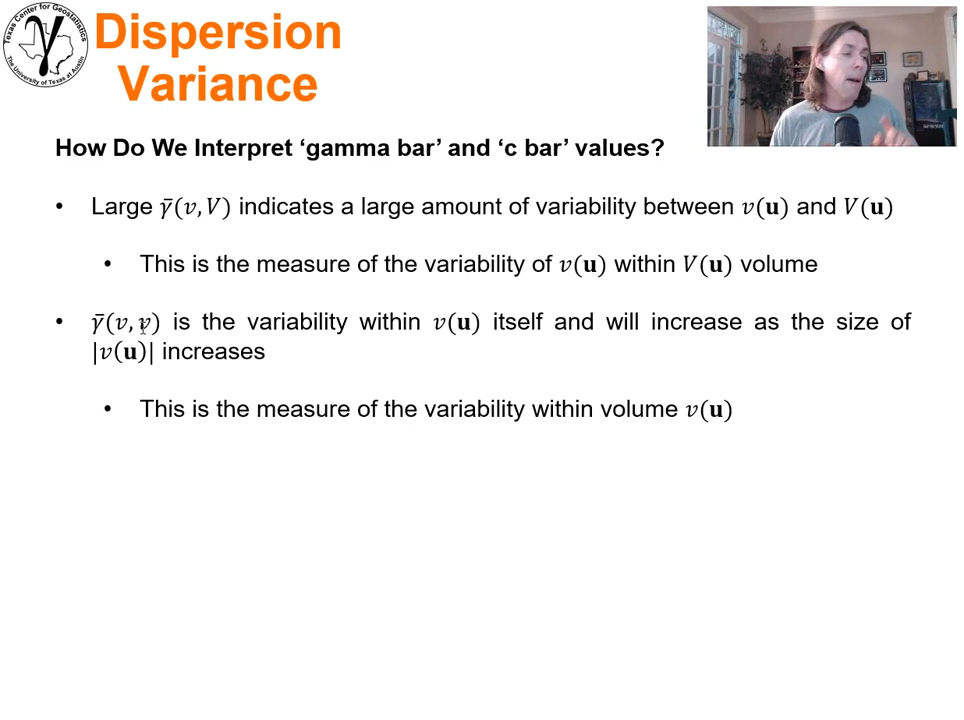 Texas Center for Geostatistics
The University of Texas at Austin
γ
Dispersion
Variance
How Do We Interpret ‘gamma bar’ and ‘c bar’ values?
• Large γ̄(v, V) indicates a large amount of variability between v(u) and V(u)
• This is the measure of the variability of v(u) within V(u) volume
• γ̄(v, v) is the variability within v(u) itself and will increase as the size of
|v(u)| increases
• This is the measure of the variability within volume v(u)